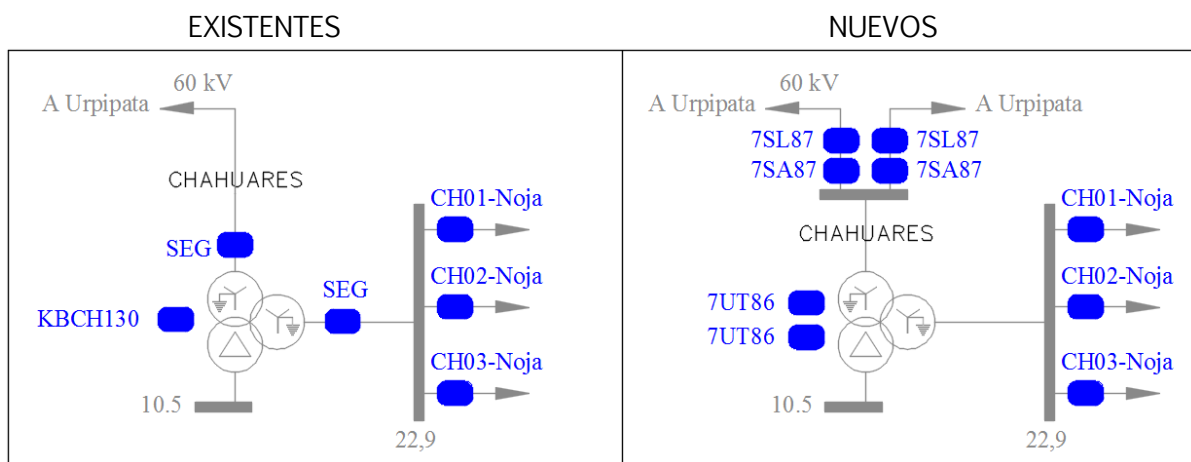 EXISTENTES
NUEVOS
60 kV
A Urpipata
CHAHUARES
SEG
KBCH130
SEG
CH01-Noja
CH02-Noja
CH03-Noja
10.5
22,9
60 kV
A Urpipata
A Urpipata
7SL87
7SL87
7SA87
7SA87
CHAHUARES
7UT86
7UT86
CH01-Noja
CH02-Noja
CH03-Noja
10.5
22,9